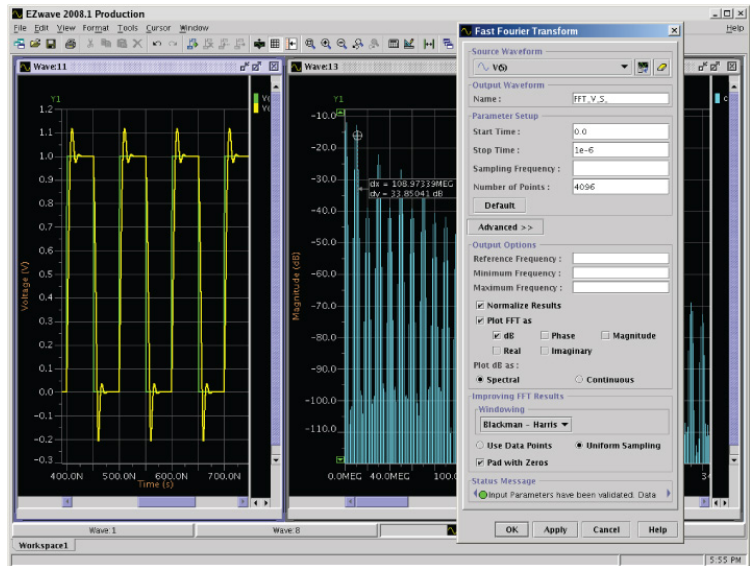 EZwave 2008.1 Production
File Edit View Format Tools Cursor Window Help
Wave:11
Y1
1.2
1.1
1.0
0.9
0.8
0.7
0.6
0.5
0.4
0.3
0.2
0.1
0.0
−0.1
−0.2
−0.3
Voltage (V)
400.0N 500.0N 600.0N 700.0N
Time (s)
Wave:13
Y1
−10.0
−20.0
−30.0
−40.0
−50.0
−60.0
−70.0
−80.0
−90.0
−100.0
−110.0
Magnitude (dB)
dx = 108.97339MEG
dy = 33.85041 dB
0.0MEG 40.0MEG 100.
Fast Fourier Transform
Source Waveform
V(S)
Output Waveform
Name : FFT_V_S_
Parameter Setup
Start Time : 0.0
Stop Time : 1e-6
Sampling Frequency :
Number of Points : 4096
Default
Advanced >>
Output Options
Reference Frequency :
Minimum Frequency :
Maximum Frequency :
Normalize Results
Plot FFT as
dB Phase Magnitude
Real Imaginary
Plot dB as :
Spectral Continuous
Improving FFT Results
Windowing
Blackman - Harris
Use Data Points Uniform Sampling
Pad with Zeros
Status Message
Input Parameters have been validated. Data
OK Apply Cancel Help
Wave:1 Wave:8
Workspace1
5:55 PM